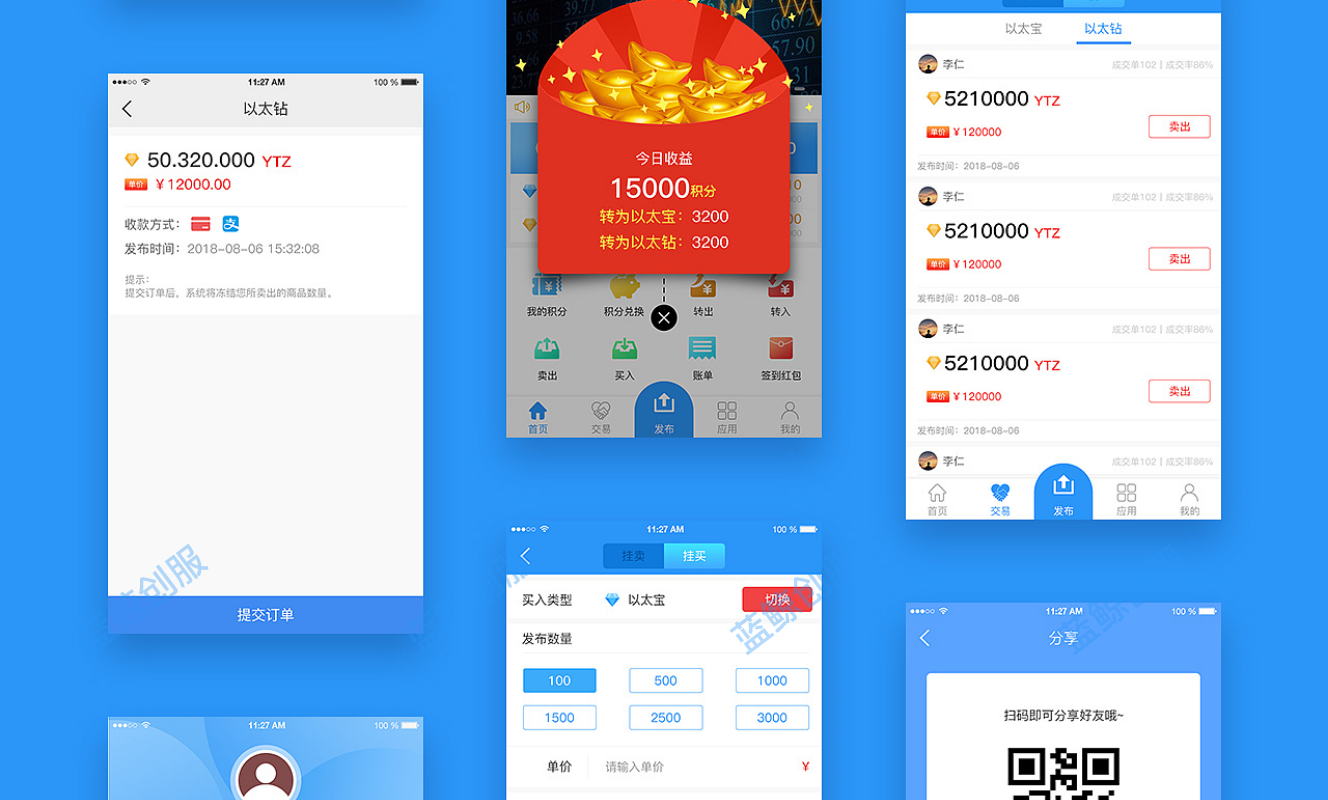 11:27 AM
100 %
以太钻
50.320.000 YTZ
单价 ¥12000.00
收款方式：
支
发布时间：2018-08-06 15:32:08
提示：
提交订单后，系统将冻结您所卖出的商品数量。
提交订单
11:27 AM
100 %
今日收益
15000积分
转为以太宝：3200
转为以太钻：3200
我的积分
积分兑换
转出
转入
卖出
买入
账单
签到红包
首页
交易
发布
应用
我的
11:27 AM
100 %
挂卖
挂买
买入类型
以太宝
切换
发布数量
100
500
1000
1500
2500
3000
单价
请输入单价
¥
以太宝
以太钻
李仁
成交单102 | 成交率86%
5210000 YTZ
单价 ¥120000
卖出
发布时间：2018-08-06
李仁
成交单102 | 成交率86%
5210000 YTZ
单价 ¥120000
卖出
发布时间：2018-08-06
李仁
成交单102 | 成交率86%
5210000 YTZ
单价 ¥120000
卖出
发布时间：2018-08-06
李仁
成交单102 | 成交率86%
首页
交易
发布
应用
我的
11:27 AM
100 %
分享
扫码即可分享好友哦~